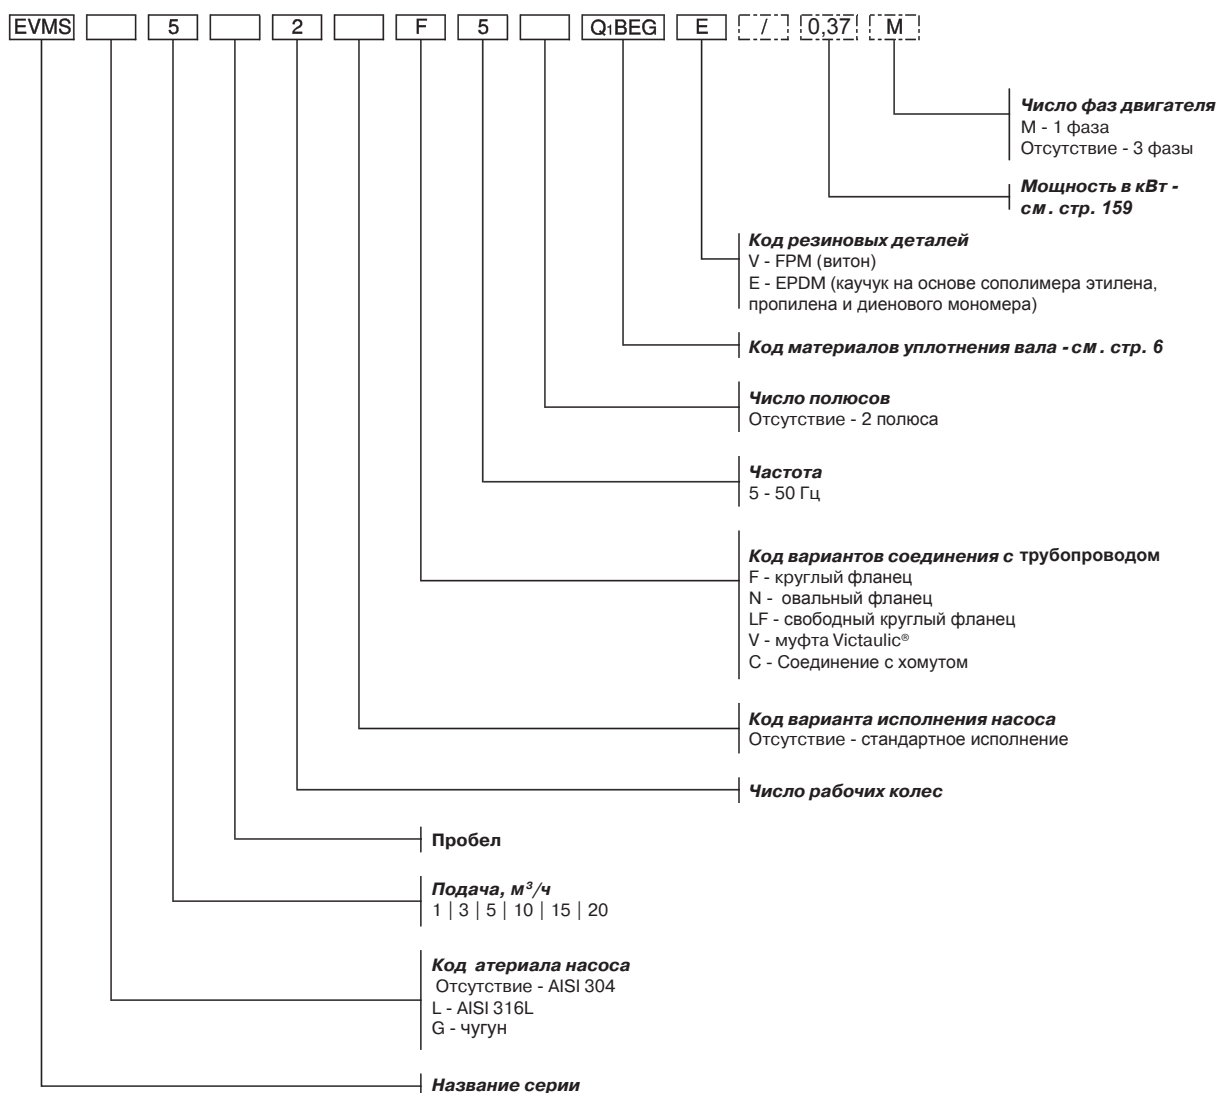 EVMS 5 2 F 5 Q1BEG E / 0,37 M
Число фаз двигателя
М - 1 фаза
Отсутствие - 3 фазы
Мощность в кВт -
см. стр. 159
Код резиновых деталей
V - FPM (витон)
E - EPDM (каучук на основе сополимера этилена,
пропилена и диенового мономера)
Код материалов уплотнения вала - см. стр. 6
Число полюсов
Отсутствие - 2 полюса
Частота
5 - 50 Гц
Код вариантов соединения с трубопроводом
F - круглый фланец
N - овальный фланец
LF - свободный круглый фланец
V - муфта Victaulic®
C - Соединение с хомутом
Код варианта исполнения насоса
Отсутствие - стандартное исполнение
Число рабочих колес
Пробел
Подача, м³/ч
1 | 3 | 5 | 10 | 15 | 20
Код атериала насоса
Отсутствие - AISI 304
L - AISI 316L
G - чугун
Название серии